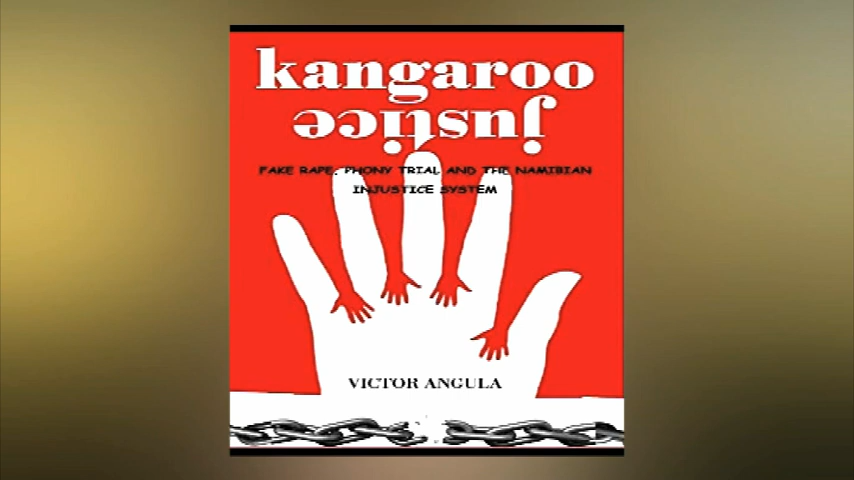 kangaroo
justice
FAKE RAPE, PHONY TRIAL AND THE NAMIBIAN
INJUSTICE SYSTEM
VICTOR ANGULA